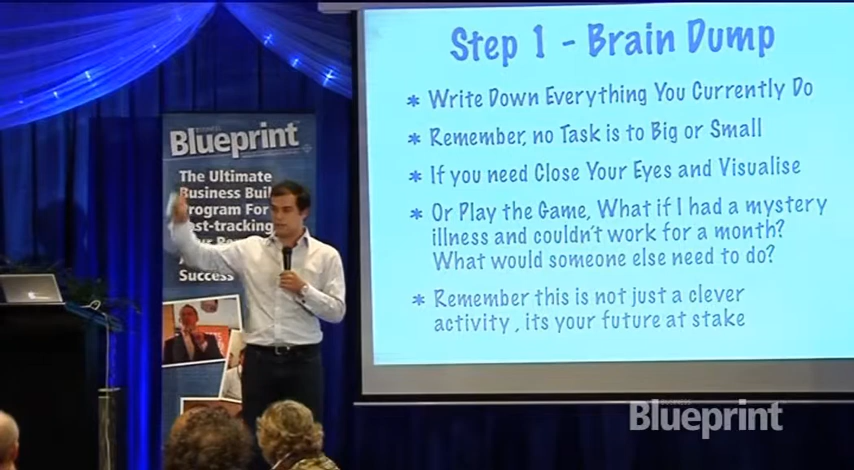 Step 1 - Brain Dump
* Write Down Everything You Currently Do
* Remember, no Task is to Big or Small
* If you need Close Your Eyes and Visualise
* Or Play the Game, What if I had a mystery
illness and couldn't work for a month?
What would someone else need to do?
* Remember this is not just a clever
activity , its your future at stake
BUSINESS
Blueprint
The Ultimate
Business
Program For
Success
BUSINESS
Blueprint